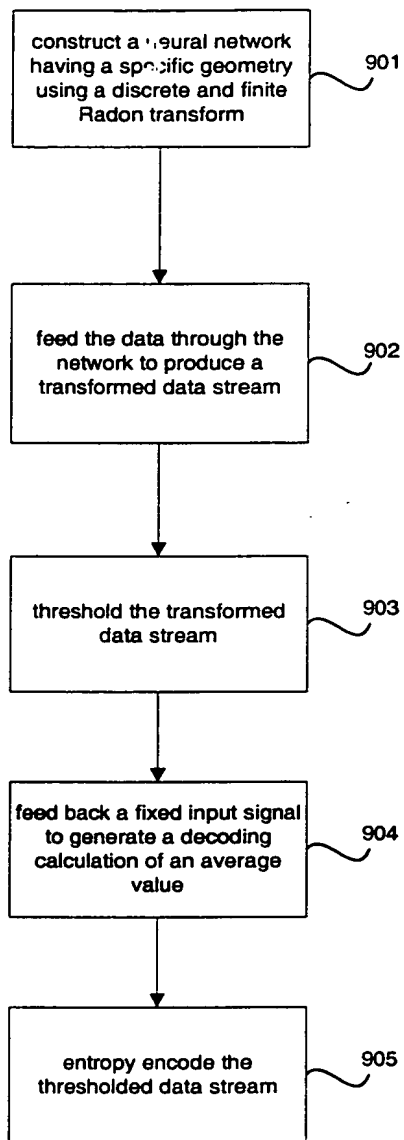 construct a neural network
having a specific geometry
using a discrete and finite
Radon transform
901
feed the data through the
network to produce a
transformed data stream
902
threshold the transformed
data stream
903
feed back a fixed input signal
to generate a decoding
calculation of an average
value
904
entropy encode the
thresholded data stream
905